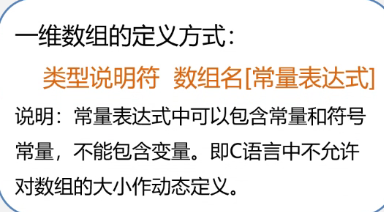 一维数组的定义方式：
类型说明符 数组名[常量表达式]
说明：常量表达式中可以包含常量和符号
常量，不能包含变量。即C语言中不允许
对数组的大小作动态定义。